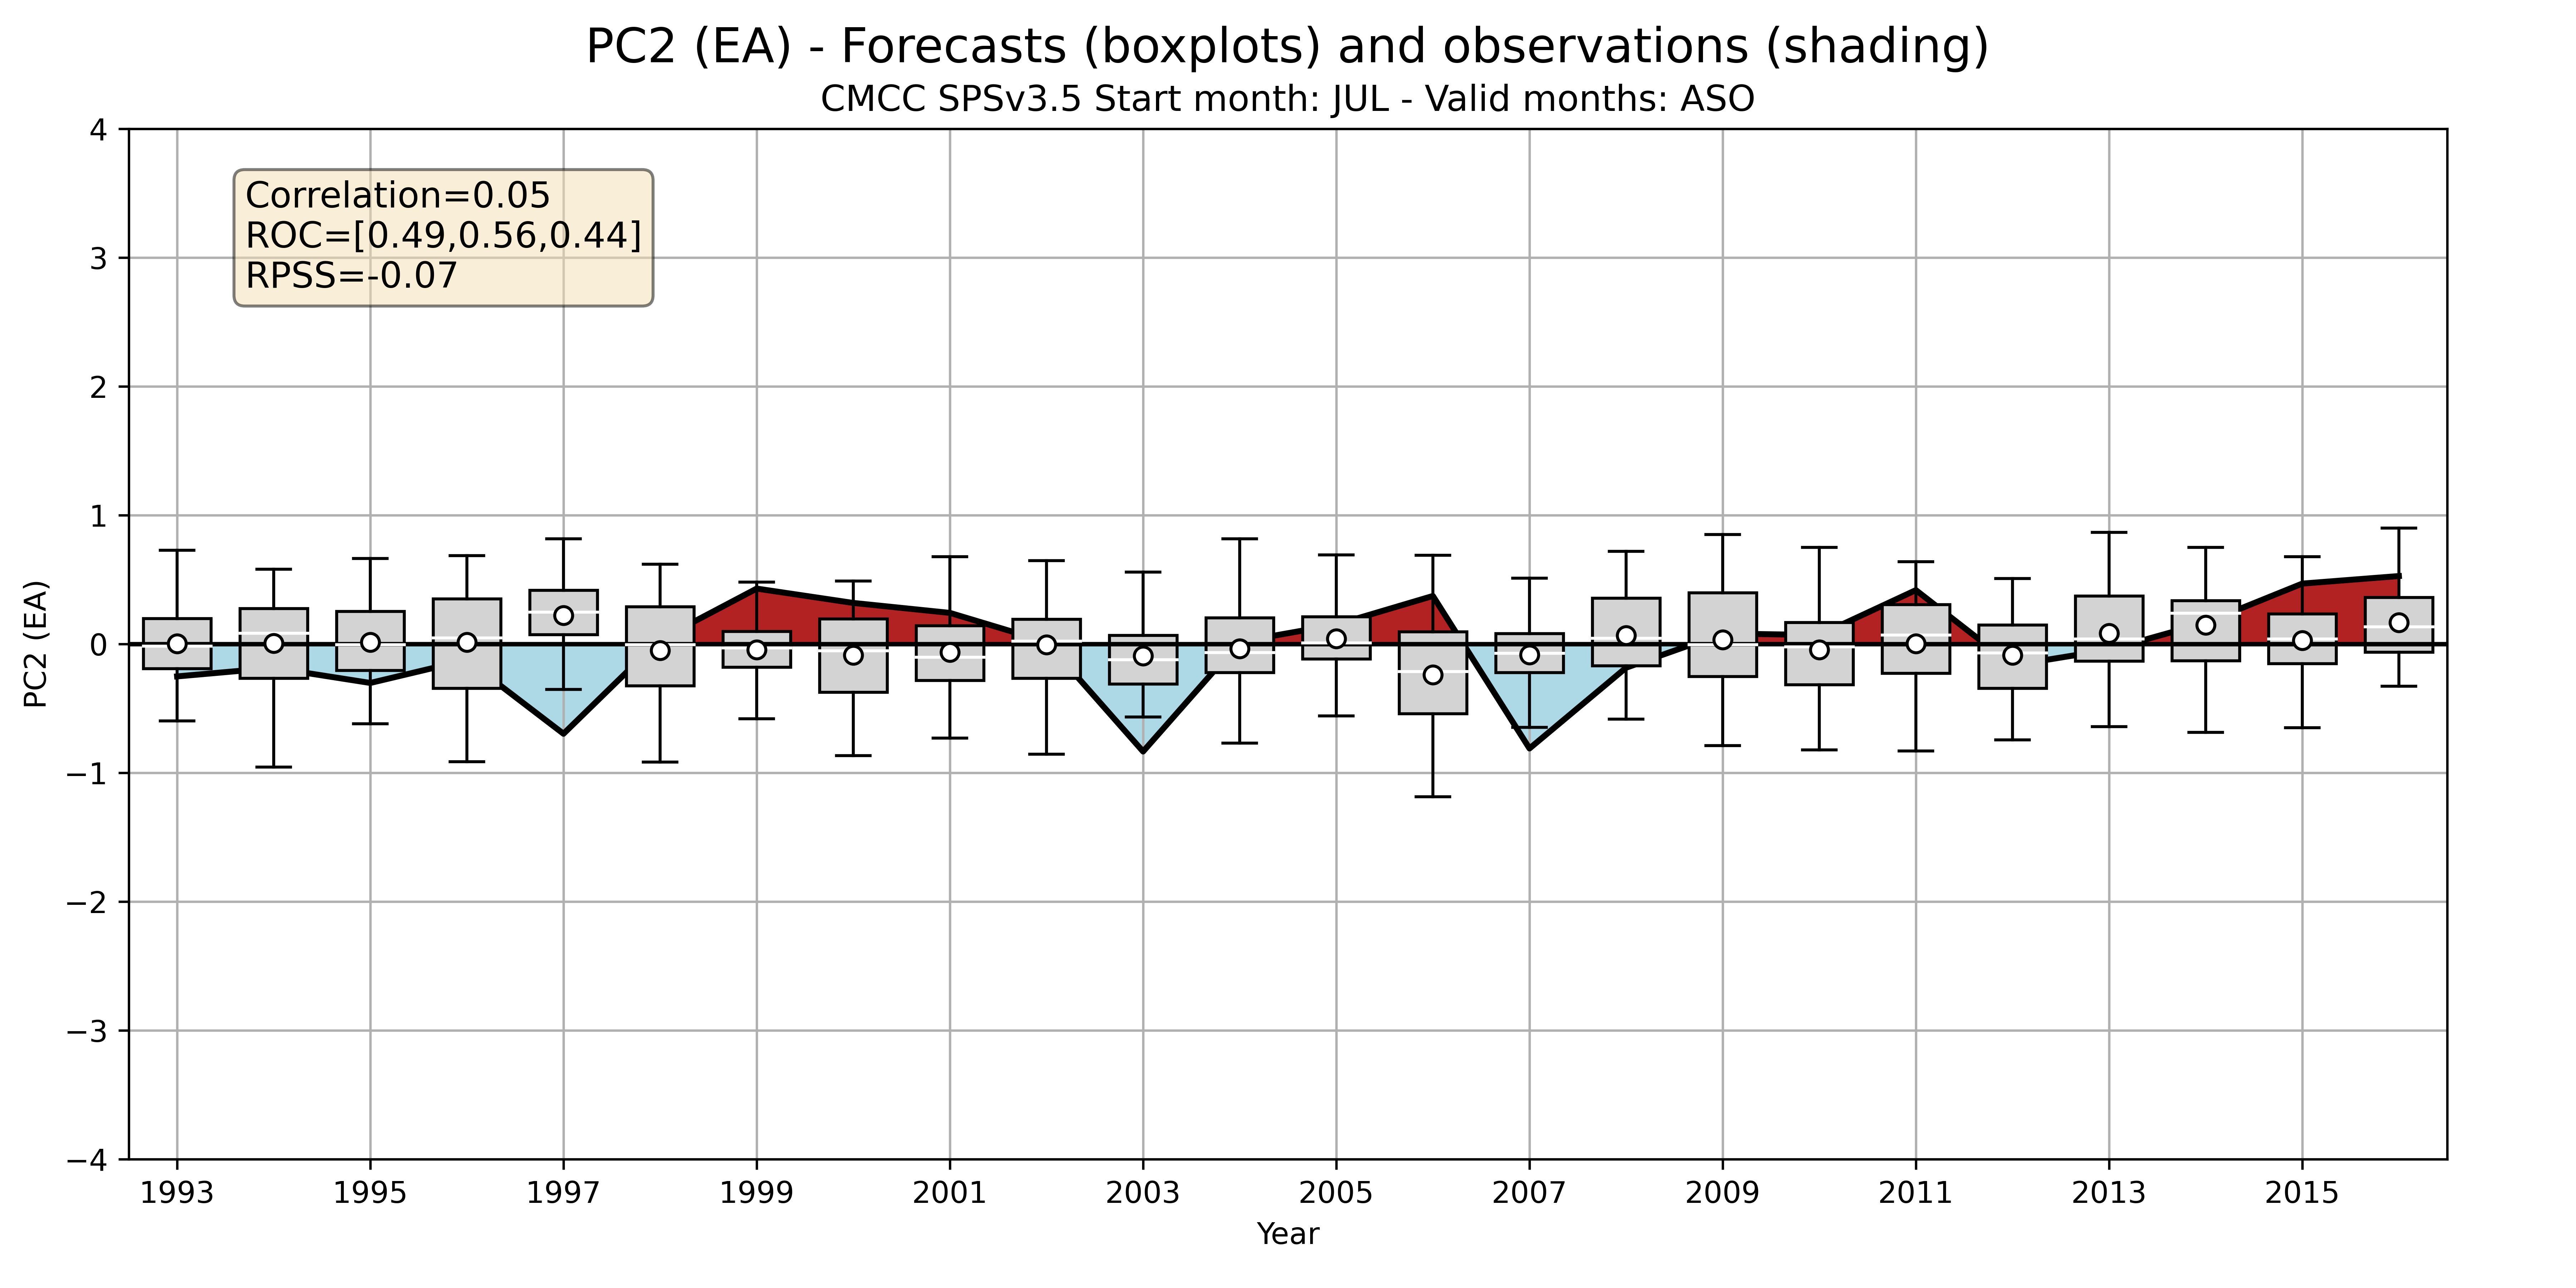 PC2 (EA) - Forecasts (boxplots) and observations (shading)
CMCC SPSv3.5 Start month: JUL - Valid months: ASO
Correlation=0.05
ROC=[0.49,0.56,0.44]
RPSS=-0.07
PC2 (EA)
4
3
2
1
0
−1
−2
−3
−4
1993 1995 1997 1999 2001 2003 2005 2007 2009 2011 2013 2015
Year